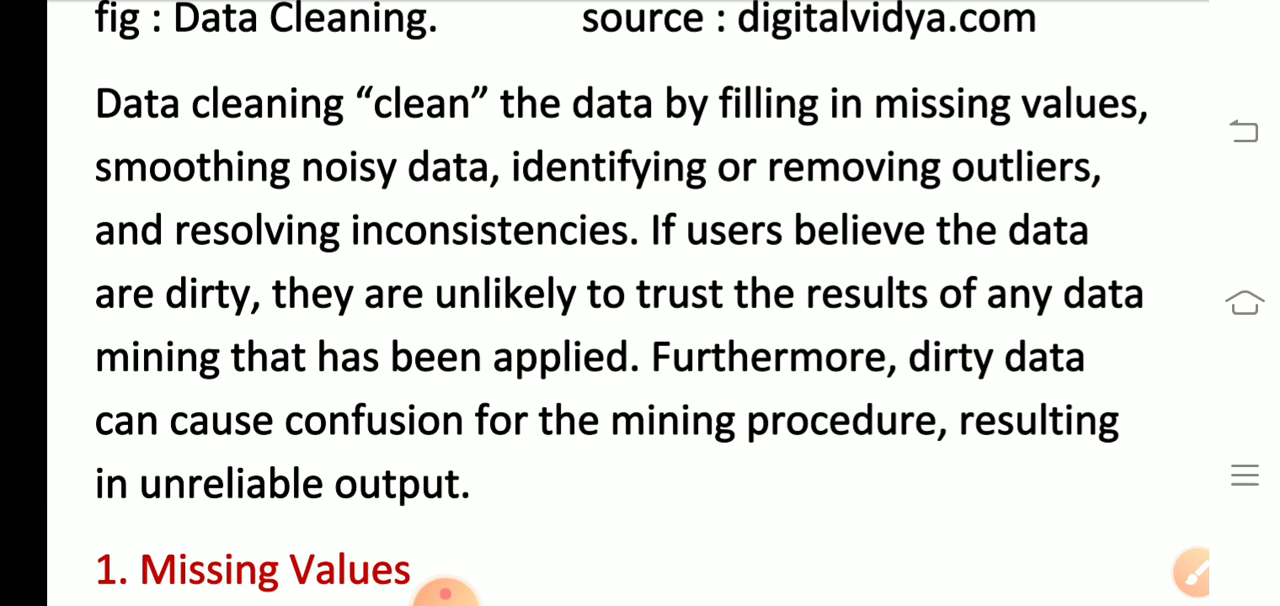 fig : Data Cleaning. source : digitalvidya.com
Data cleaning “clean” the data by filling in missing values,
smoothing noisy data, identifying or removing outliers,
and resolving inconsistencies. If users believe the data
are dirty, they are unlikely to trust the results of any data
mining that has been applied. Furthermore, dirty data
can cause confusion for the mining procedure, resulting
in unreliable output.
1. Missing Values